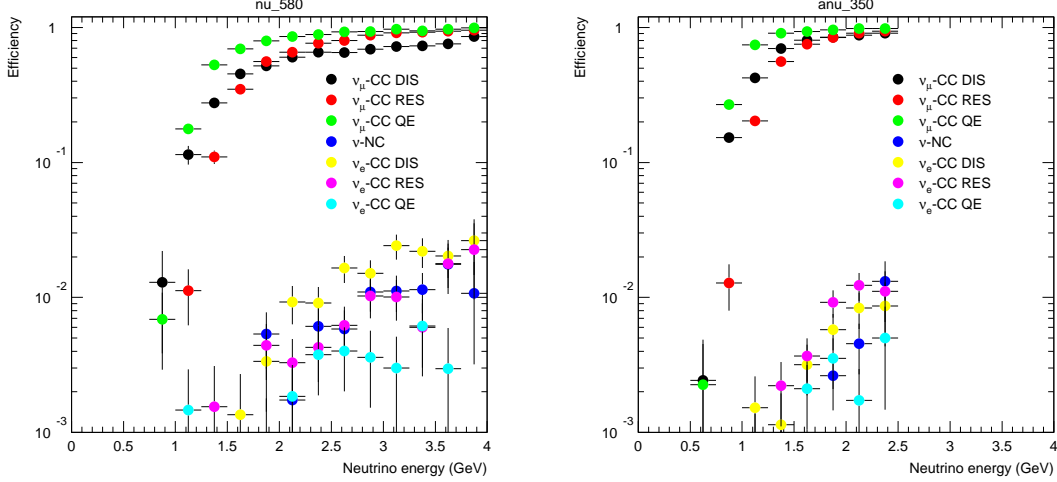 nu_580
Efficiency
1
10⁻¹
10⁻²
10⁻³
νμ-CC DIS
νμ-CC RES
νμ-CC QE
ν-NC
νe-CC DIS
νe-CC RES
νe-CC QE
0 0.5 1 1.5 2 2.5 3 3.5 4
Neutrino energy (GeV)
anu_350
Efficiency
1
10⁻¹
10⁻²
10⁻³
νμ-CC DIS
νμ-CC RES
νμ-CC QE
ν-NC
νe-CC DIS
νe-CC RES
νe-CC QE
0 0.5 1 1.5 2 2.5 3 3.5 4
Neutrino energy (GeV)